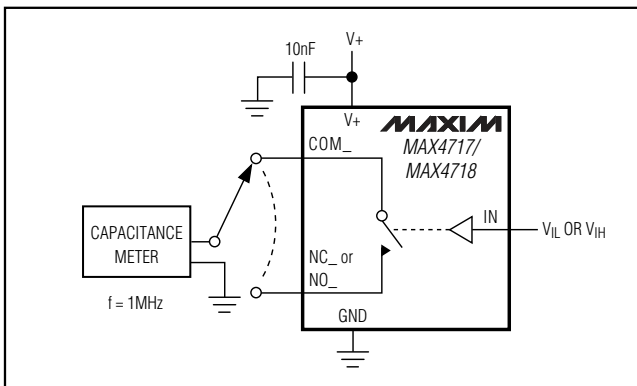 10nF
V+
V+
MAXIM
COM_
MAX4717/
MAX4718
IN
VIL OR VIH
CAPACITANCE
METER
NC_ or
NO_
f = 1MHz
GND